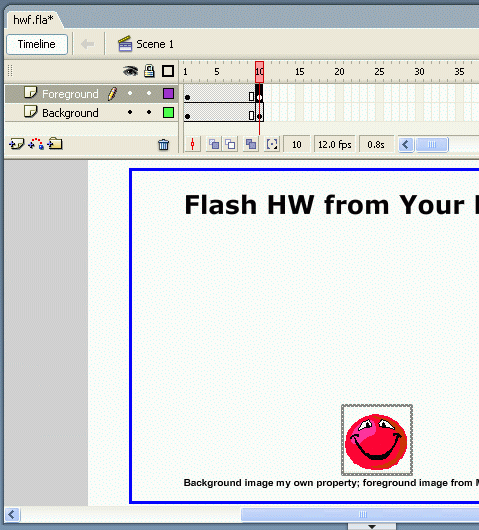 hwf.fla*
Timeline
Scene 1
1 5 10 15 20 25 30 35
Foreground
Background
10 12.0 fps 0.8s
Flash HW from Your
Background image my own property; foreground image from